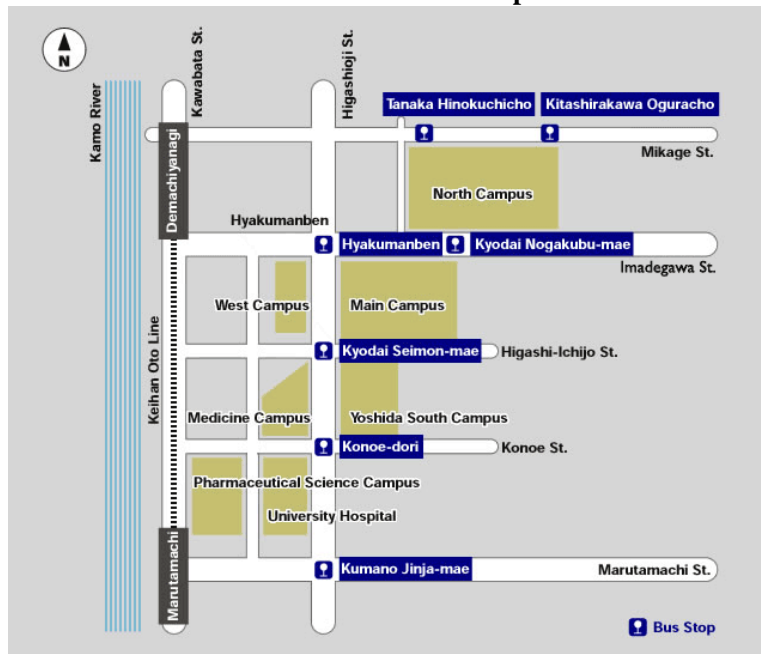 N
Kamo River
Kawabata St.
Higashioji St.
Tanaka Hinokuchicho
Kitashirakawa Oguracho
Mikage St.
Demachiyanagi
North Campus
Hyakumanben
Hyakumanben
Kyodai Nogakubu-mae
Imadegawa St.
West Campus
Main Campus
Keihan Oto Line
Kyodai Seimon-mae
Higashi-Ichijo St.
Medicine Campus
Yoshida South Campus
Konoe-dori
Konoe St.
Pharmaceutical Science Campus
University Hospital
Marutamachi
Kumano Jinja-mae
Marutamachi St.
Bus Stop